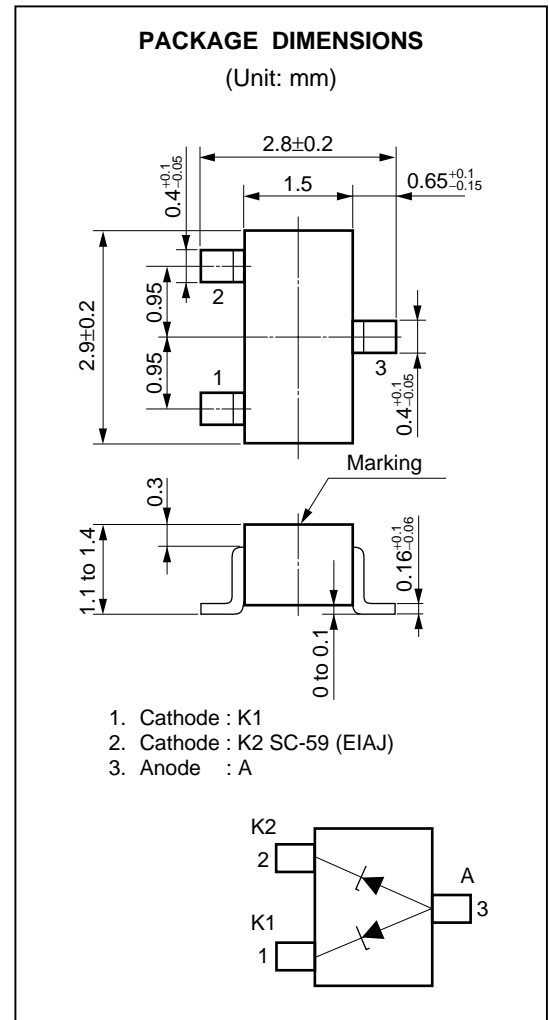 PACKAGE DIMENSIONS
(Unit: mm)
2.8±0.2
1.5
0.65+0.1 −0.15
0.4+0.1 −0.05
2
0.95
2.9±0.2
0.95
1
3
0.4+0.1 −0.05
Marking
0.3
1.1 to 1.4
0.16+0.1 −0.06
0 to 0.1
1. Cathode : K1
2. Cathode : K2 SC-59 (EIAJ)
3. Anode : A
K2
2
A
3
K1
1